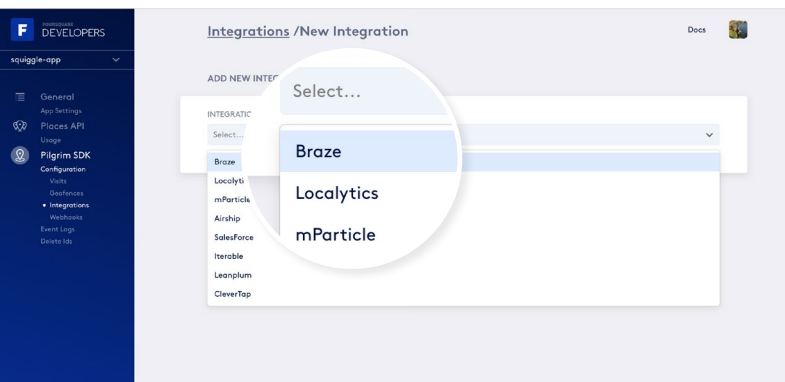 FOURSQUARE
DEVELOPERS
squiggle-app
General
App Settings
Places API
Usage
Pilgrim SDK
Configuration
Visits
Geofences
Integrations
Webhooks
Event Logs
Delete Ids
Integrations /New Integration
Docs
ADD NEW INTEG
INTEGRATIO
Select...
Braze
Localyti
mParticle
Airship
SalesForce
Iterable
Leanplum
CleverTap
Select...
Braze
Localytics
mParticle